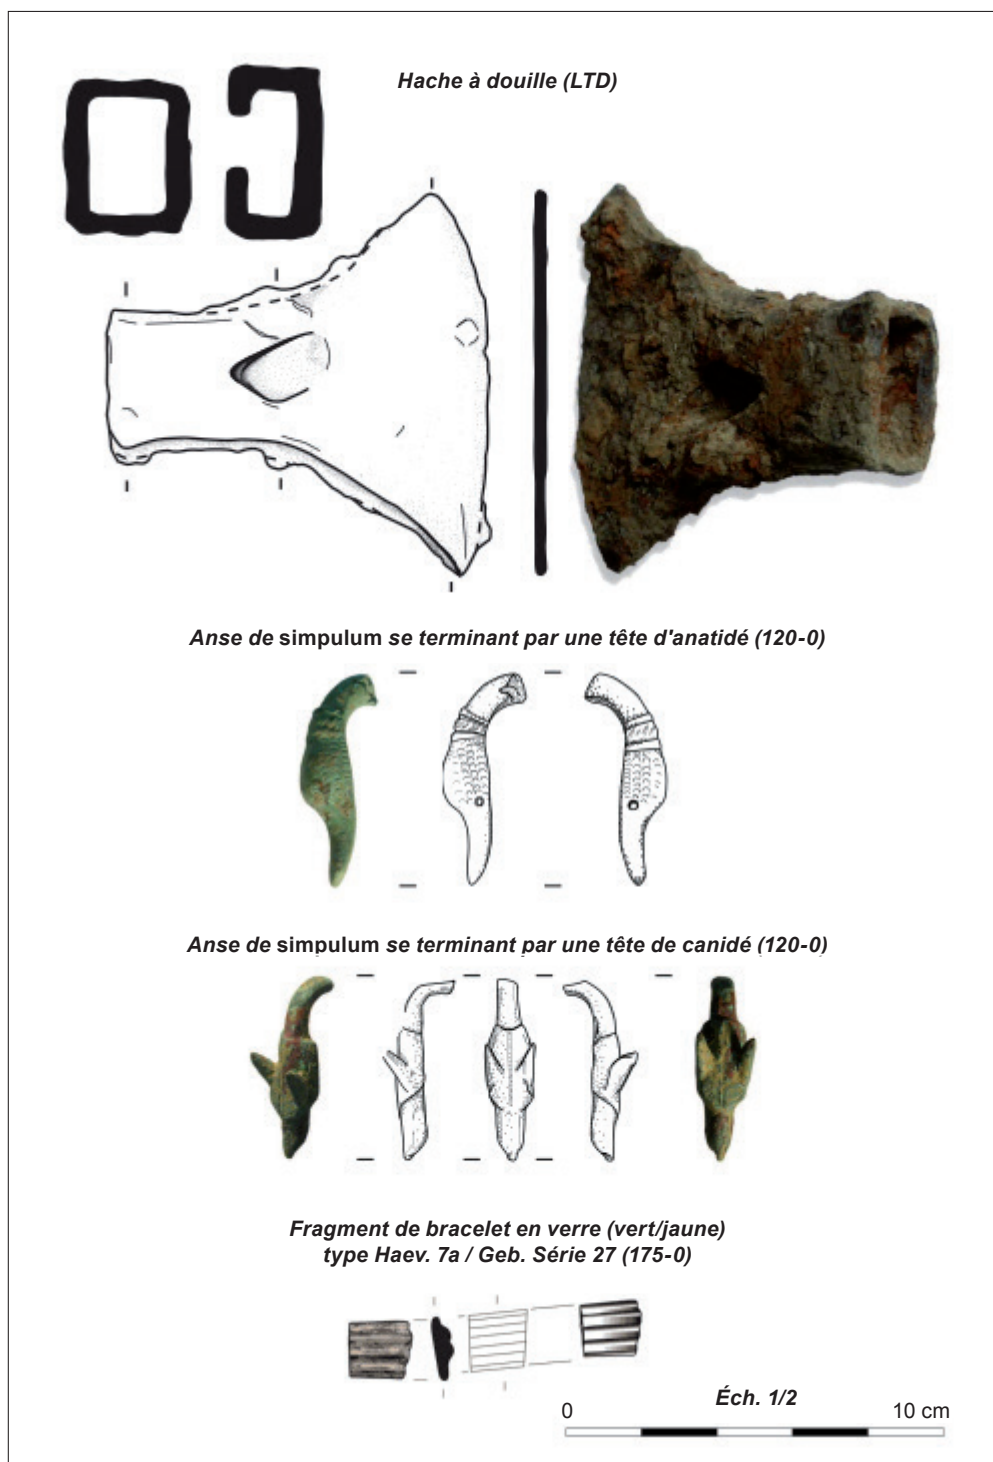 Hache à douille (LTD)
Anse de simpulum se terminant par une tête d'anatidé (120-0)
Anse de simpulum se terminant par une tête de canidé (120-0)
Fragment de bracelet en verre (vert/jaune)
type Haev. 7a / Geb. Série 27 (175-0)
Éch. 1/2
0 10 cm